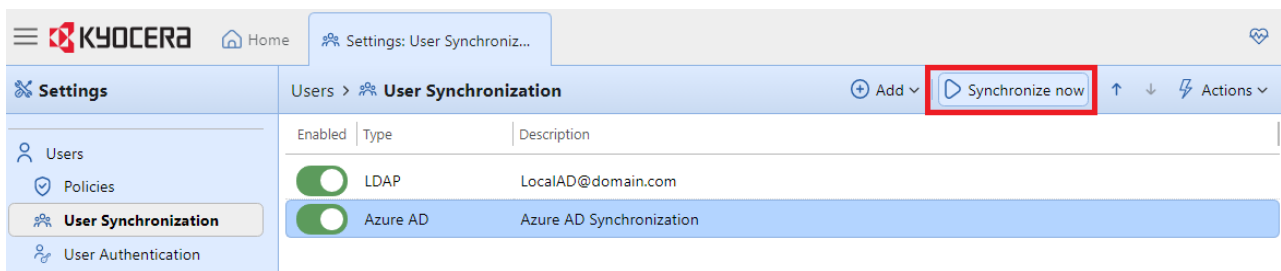 KYOCERA Home Settings: User Synchroniz...
Settings Users > User Synchronization Add Synchronize now Actions
Enabled Type Description
Users
LDAP LocalAD@domain.com
Policies
User Synchronization Azure AD Azure AD Synchronization
User Authentication